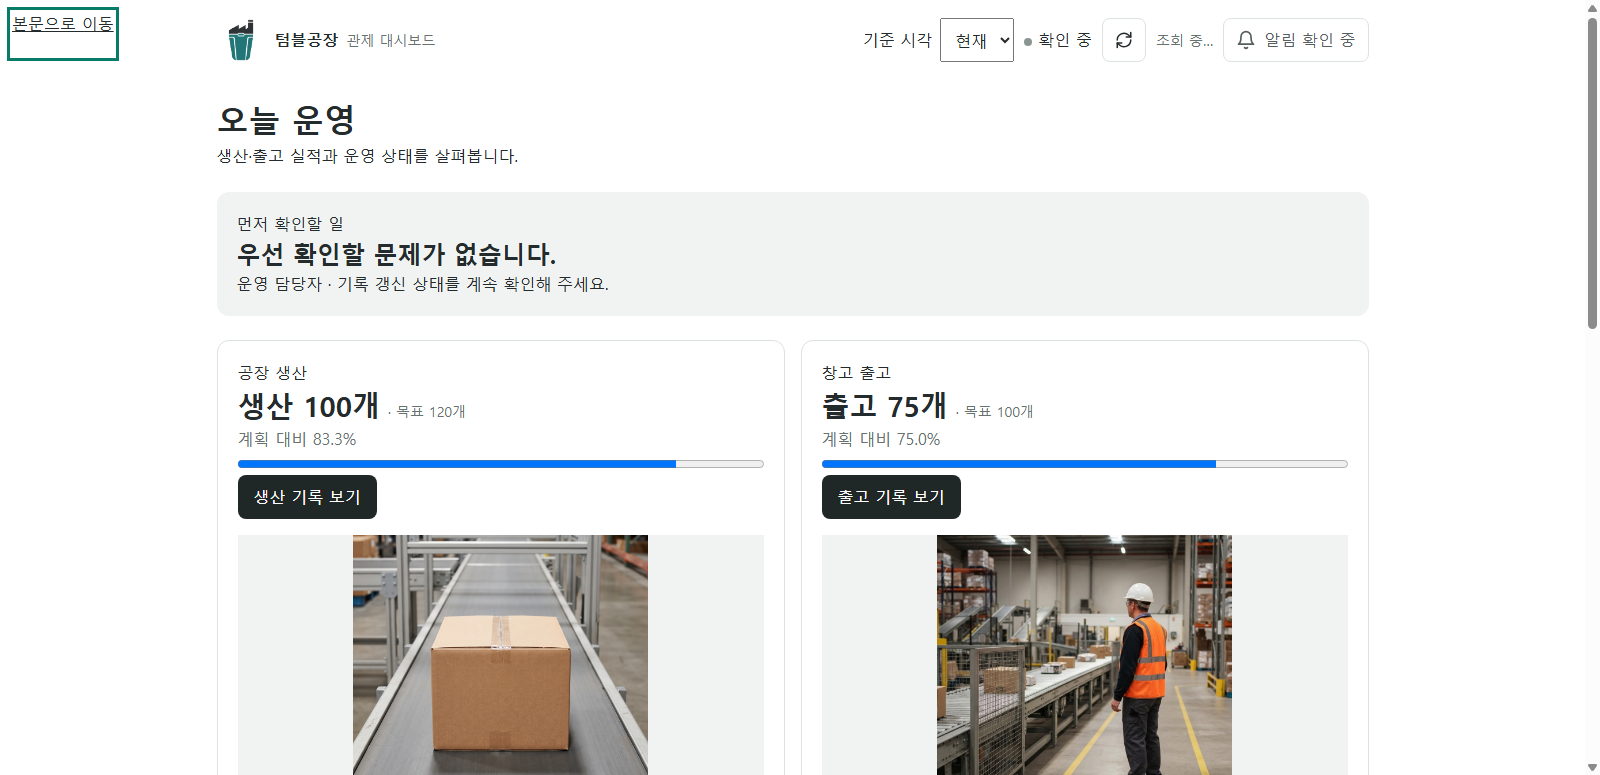 본문으로 이동
텀블공장 관제 대시보드
기준 시각 현재 확인 중 조회 중... 알림 확인 중
오늘 운영
생산·출고 실적과 운영 상태를 살펴봅니다.
먼저 확인할 일
우선 확인할 문제가 없습니다.
운영 담당자 · 기록 갱신 상태를 계속 확인해 주세요.
공장 생산
생산 100개 · 목표 120개
계획 대비 83.3%
생산 기록 보기
창고 출고
출고 75개 · 목표 100개
계획 대비 75.0%
출고 기록 보기